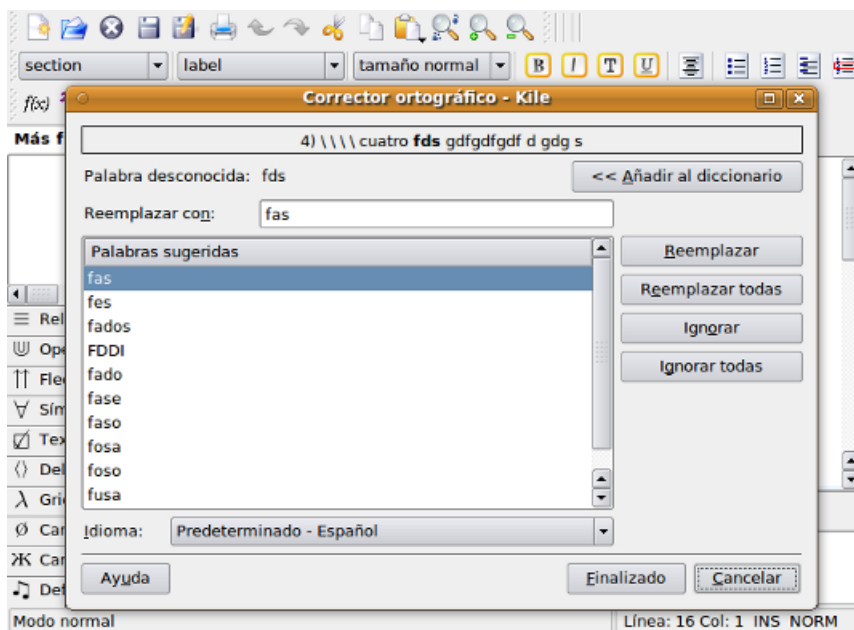 section label tamaño normal B I T U
f(x)
Corrector ortográfico - Kile
Más f
4) \ \ \ \ cuatro fds gdfgdfgdf d gdg s
Palabra desconocida: fds << Añadir al diccionario
Reemplazar con: fas
Palabras sugeridas Reemplazar
fas
fes Reemplazar todas
fados Ignorar
FDDI
fado Ignorar todas
fase
faso
fosa
foso
fusa
Rel
Ope
Fle
Sím
Tex
Del
Gri
Car
Car
Def
Idioma: Predeterminado - Español
Ayuda Finalizado Cancelar
Modo normal Línea: 16 Col: 1 INS NORM